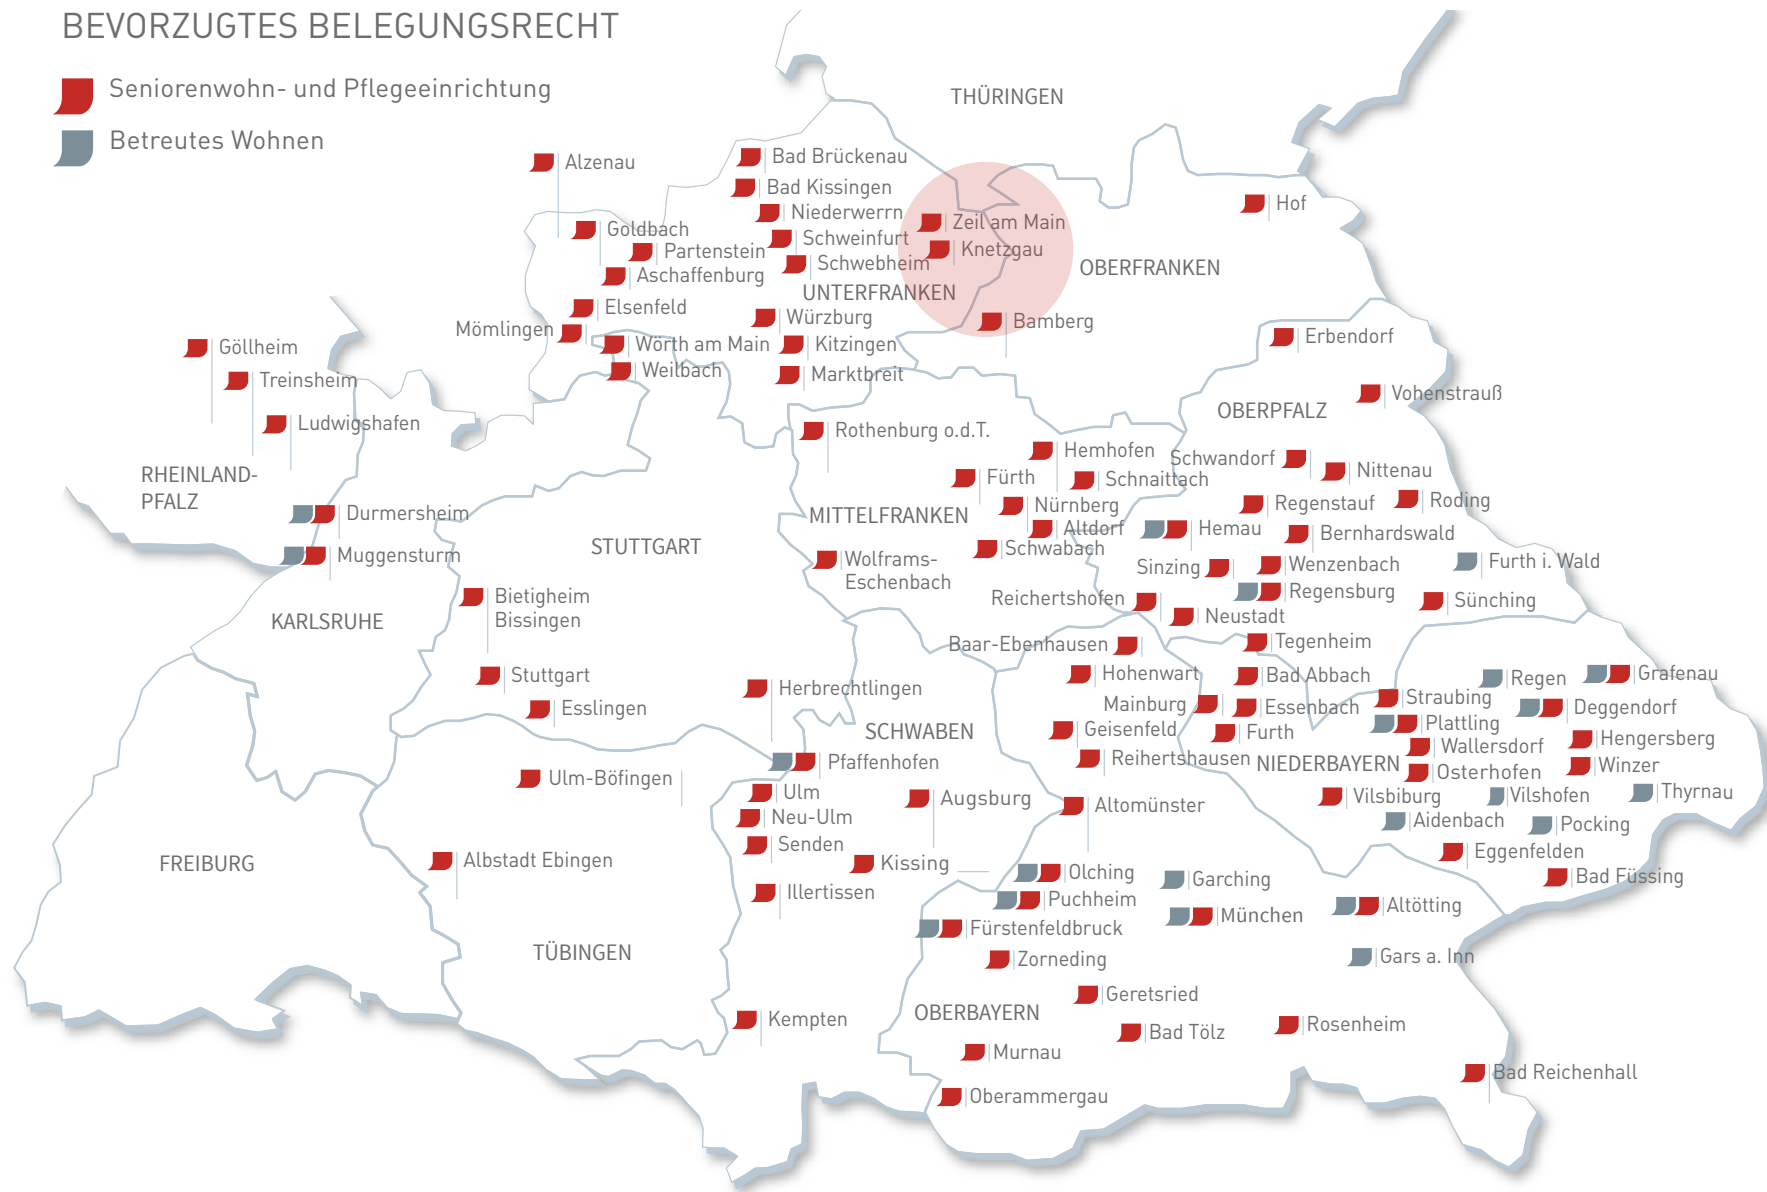 BEVORZUGTES BELEGUNGSRECHT
Seniorenwohn- und Pflegeeinrichtung
Betreutes Wohnen
THÜRINGEN
Alzenau
Bad Brückenau
Bad Kissingen
Niederwerrn
Hof
Goldbach
Zeil am Main
Schweinfurt
Partenstein
Knetzgau
Schwebheim
OBERFRANKEN
Aschaffenburg
UNTERFRANKEN
Elsenfeld
Würzburg
Bamberg
Mömlingen
Erbendorf
Göllheim
Wörth am Main
Kitzingen
Weilbach
Marktbreit
Treinsheim
Vohenstrauß
OBERPFALZ
Ludwigshafen
Rothenburg o.d.T.
Hemhofen
Schwandorf
Nittenau
RHEINLAND-
PFALZ
Fürth
Schnaittach
Roding
Nürnberg
Regenstauf
Durmersheim
MITTELFRANKEN
Altdorf
Hemau
Bernhardswald
STUTTGART
Schwabach
Muggensturm
Wolframs-
Eschenbach
Sinzing
Wenzenbach
Furth i. Wald
Regensburg
Bietigheim
Bissingen
Reichertshofen
Sünching
KARLSRUHE
Neustadt
Baar-Ebenhausen
Tegenheim
Stuttgart
Hohenwart
Bad Abbach
Regen
Grafenau
Herbrechtlingen
Straubing
Esslingen
Mainburg
Essenbach
Deggendorf
SCHWABEN
Geisenfeld
Furth
Plattling
Hengersberg
Wallersdorf
Pfaffenhofen
Reihertshausen
NIEDERBAYERN
Osterhofen
Winzer
Ulm-Böfingen
Ulm
Augsburg
Altomünster
Vilsbiburg
Vilshofen
Thyrnau
Neu-Ulm
Aidenbach
Pocking
Senden
Eggenfelden
FREIBURG
Albstadt Ebingen
Kissing
Olching
Garching
Bad Füssing
Illertissen
Puchheim
München
Altötting
Fürstenfeldbruck
TÜBINGEN
Zorneding
Gars a. Inn
Geretsried
OBERBAYERN
Kempten
Bad Tölz
Rosenheim
Murnau
Bad Reichenhall
Oberammergau